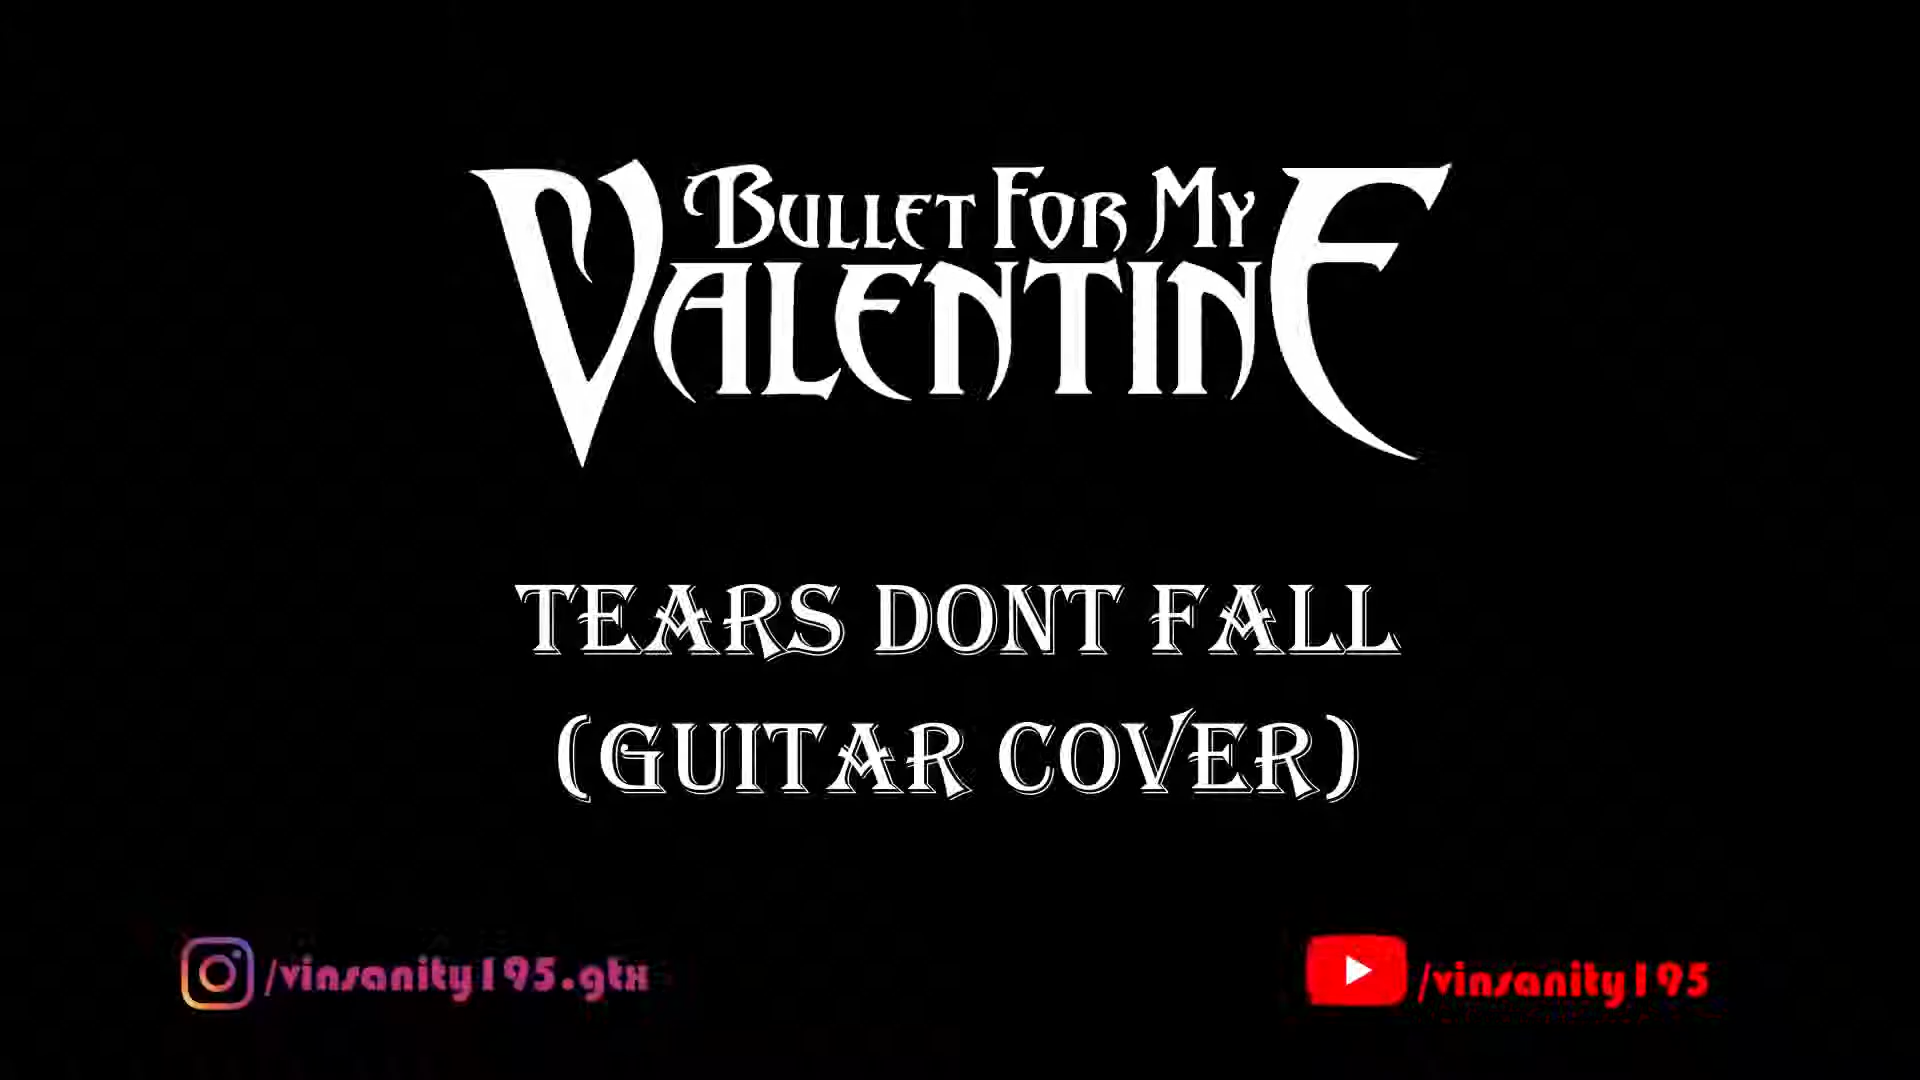 BULLET FOR MY
VALENTINE
TEARS DONT FALL
(GUITAR COVER)
/vinsanity195.gtx
/vinsanity195